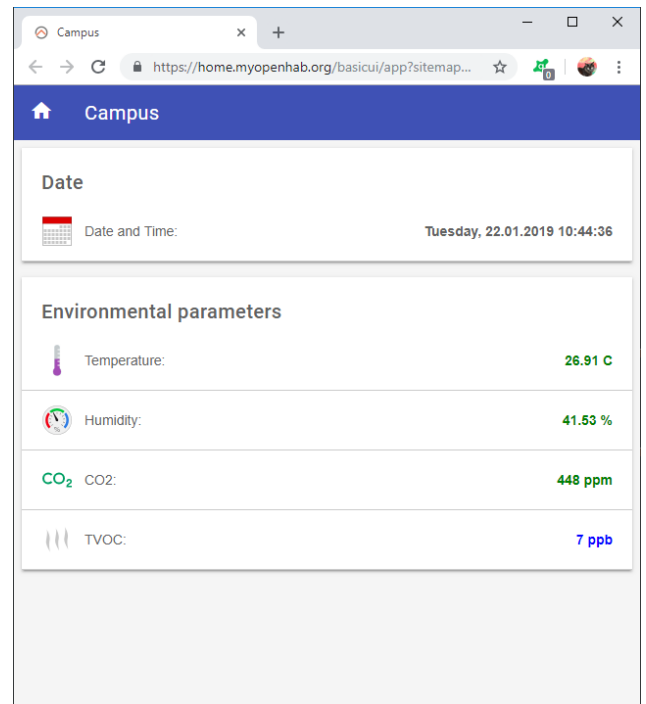 Campus
https://home.myopenhab.org/basicui/app?sitemap...
0
Campus
Date
Date and Time: Tuesday, 22.01.2019 10:44:36
Environmental parameters
Temperature: 26.91 C
% Humidity: 41.53 %
CO₂ CO2: 448 ppm
TVOC: 7 ppb